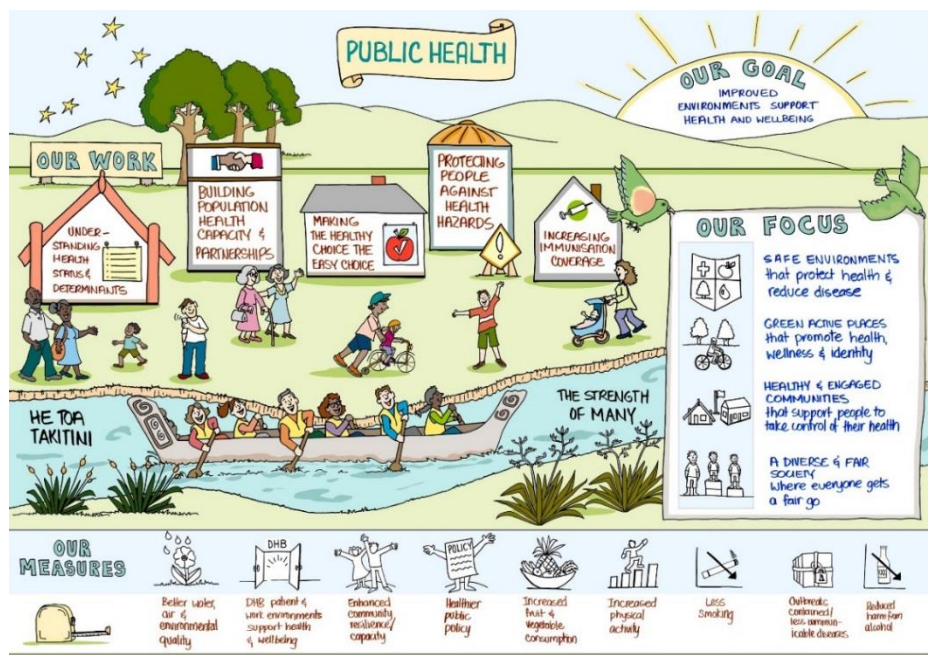 PUBLIC HEALTH
OUR GOAL
IMPROVED
ENVIRONMENTS SUPPORT
HEALTH AND WELLBEING
OUR WORK
UNDER-
STANDING
HEALTH
STATUS &
DETERMINANTS
BUILDING
POPULATION
HEALTH
CAPACITY &
PARTNERSHIPS
MAKING
THE HEALTHY
CHOICE THE
EASY CHOICE
PROTECTING
PEOPLE
AGAINST
HEALTH
HAZARDS
INCREASING
IMMUNISATION
COVERAGE
OUR FOCUS
SAFE ENVIRONMENTS
that protect health &
reduce disease
GREEN ACTIVE PLACES
that promote health,
wellness & identity
HEALTHY & ENGAGED
COMMUNITIES
that support people to
take control of their health
A DIVERSE & FAIR
SOCIETY
where everyone gets
a fair go
HE TOA
TAKITINI
THE STRENGTH
OF MANY
OUR
MEASURES
DHB
POLICY
Better water,
air &
environmental
quality
DHB patient &
work environments
support health
& wellbeing
Enhanced
community
resilience/
capacity
Healthier
public
policy
Increased
fruit &
vegetable
consumption
Increased
physical
activity
Less
smoking
Outbreaks
contained/
less commun-
icable diseases
Reduced
harm from
alcohol